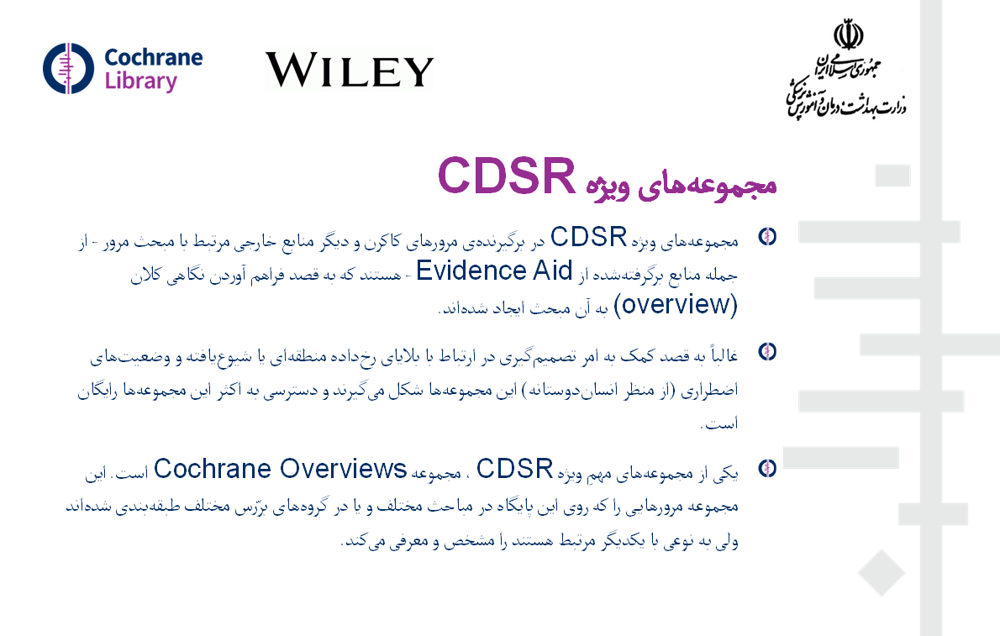 Cochrane
Library
WILEY
جمهوری اسلامی ایران
وزارت بهداشت، درمان و آموزش پزشکی
مجموعه‌های ویژه CDSR
مجموعه‌های ویژه CDSR در برگیرنده‌ی مرورهای کاکرن و دیگر منابع خارجی مرتبط با مبحث مرور - از
جمله منابع برگرفته‌شده از Evidence Aid - هستند که به قصد فراهم آوردن نگاهی کلان
(overview) به آن مبحث ایجاد شده‌اند.
غالباً به قصد کمک به امر تصمیم‌گیری در ارتباط با بلایای رخ‌داده منطقه‌ای یا شیوع‌یافته و وضعیت‌های
اضطراری (از منظر انسان‌دوستانه) این مجموعه‌ها شکل می‌گیرند و دسترسی به اکثر این مجموعه‌ها رایگان
است.
یکی از مجموعه‌های مهمِ ویژه CDSR ، مجموعه Cochrane Overviews است. این
مجموعه مرورهایی را که روی این پایگاه در مباحث مختلف و یا در گروه‌های بررّس مختلف طبقه‌بندی شده‌اند
ولی به نوعی با یکدیگر مرتبط هستند را مشخص و معرفی می‌کند.